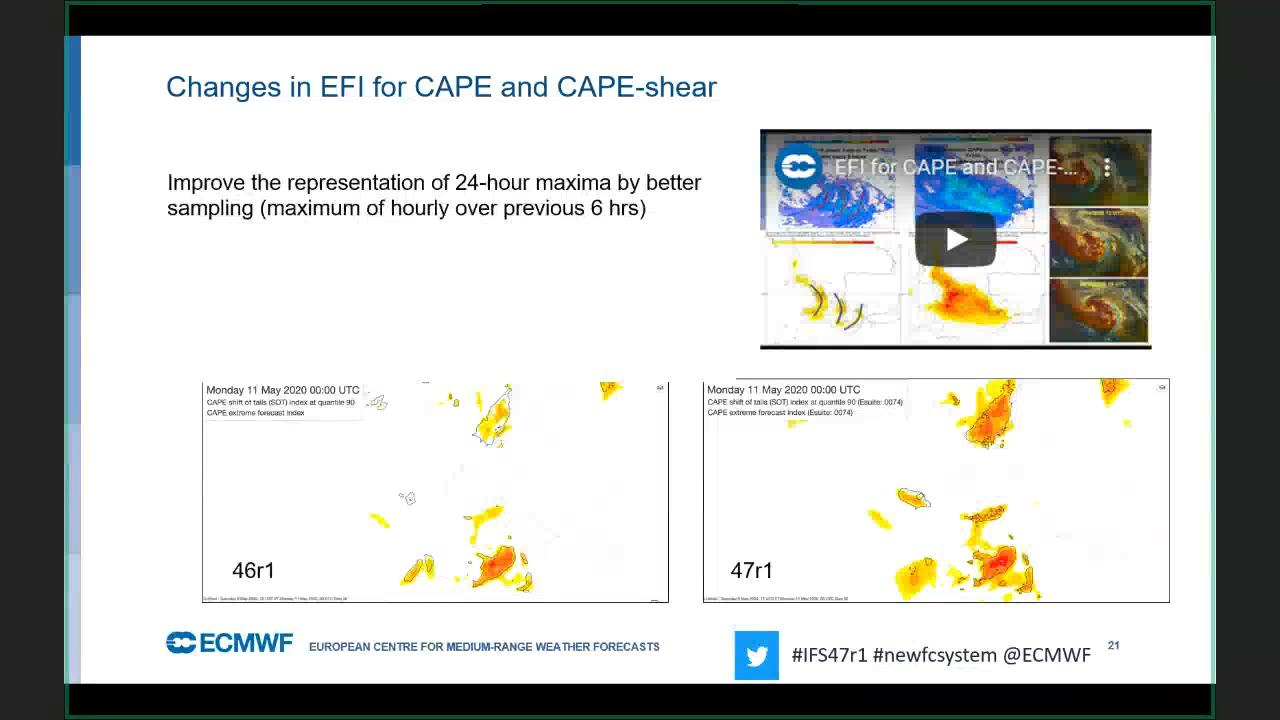 Changes in EFI for CAPE and CAPE-shear
Improve the representation of 24-hour maxima by better
sampling (maximum of hourly over previous 6 hrs)
EFI for CAPE and CAPE-...
Monday 11 May 2020 00:00 UTC
CAPE shift of tails (SOT) index at quantile 90
CAPE extreme forecast index
46r1
Monday 11 May 2020 00:00 UTC
CAPE shift of tails (SOT) index at quantile 90 (Esuite: 0074)
CAPE extreme forecast index (Esuite: 0074)
47r1
ECMWF
EUROPEAN CENTRE FOR MEDIUM-RANGE WEATHER FORECASTS
#IFS47r1 #newfcsystem @ECMWF
21